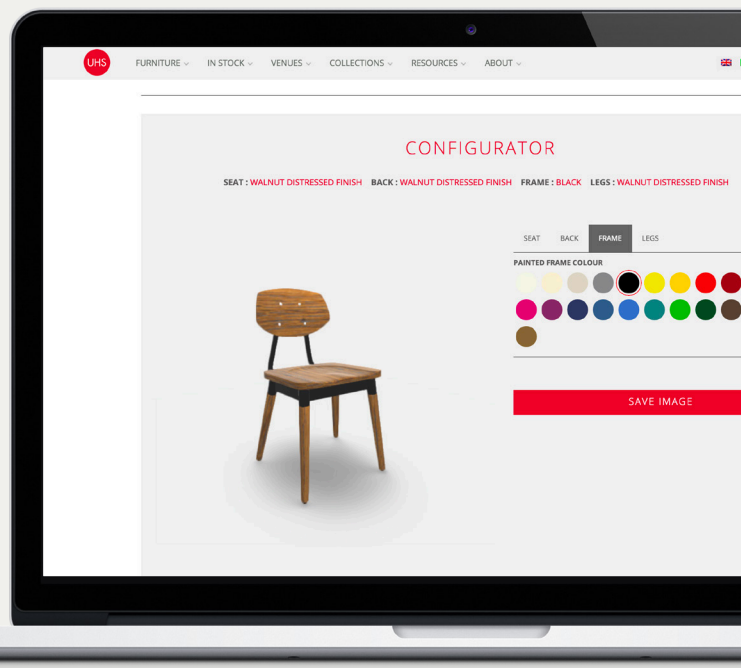 UHS
FURNITURE IN STOCK VENUES COLLECTIONS RESOURCES ABOUT
CONFIGURATOR
SEAT : WALNUT DISTRESSED FINISH BACK : WALNUT DISTRESSED FINISH FRAME : BLACK LEGS : WALNUT DISTRESSED FINISH
SEAT BACK FRAME LEGS
PAINTED FRAME COLOUR
SAVE IMAGE